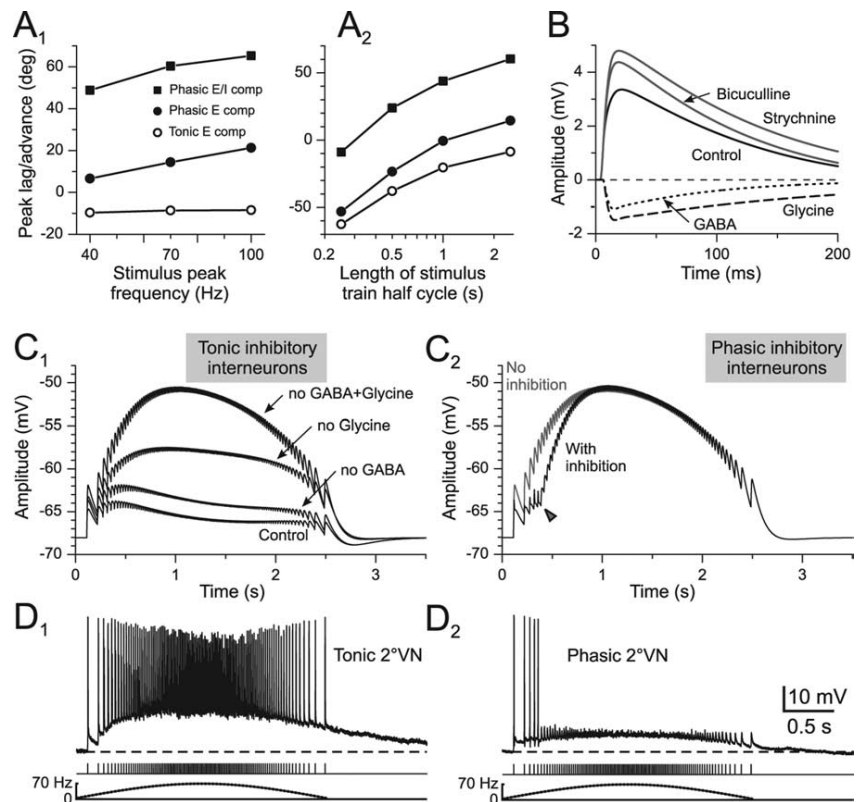 A1
Peak lag/advance (deg)
60
40
20
0
-20
40
70
100
Stimulus peak
frequency (Hz)
Phasic E/I comp
Phasic E comp
Tonic E comp
A2
50
0
-50
0.2
0.5
1
2
Length of stimulus
train half cycle (s)
B
Amplitude (mV)
4
2
0
-2
0
50
100
150
200
Time (ms)
Bicuculline
Strychnine
Control
GABA
Glycine
C1
Tonic inhibitory
interneurons
Amplitude (mV)
-50
-55
-60
-65
-70
0
1
2
3
Time (s)
no GABA+Glycine
no Glycine
no GABA
Control
C2
Phasic inhibitory
interneurons
Amplitude (mV)
-50
-55
-60
-65
-70
0
1
2
3
Time (s)
No
inhibition
With
inhibition
D1
Tonic 2°VN
70 Hz
0
D2
Phasic 2°VN
10 mV
0.5 s
70 Hz
0